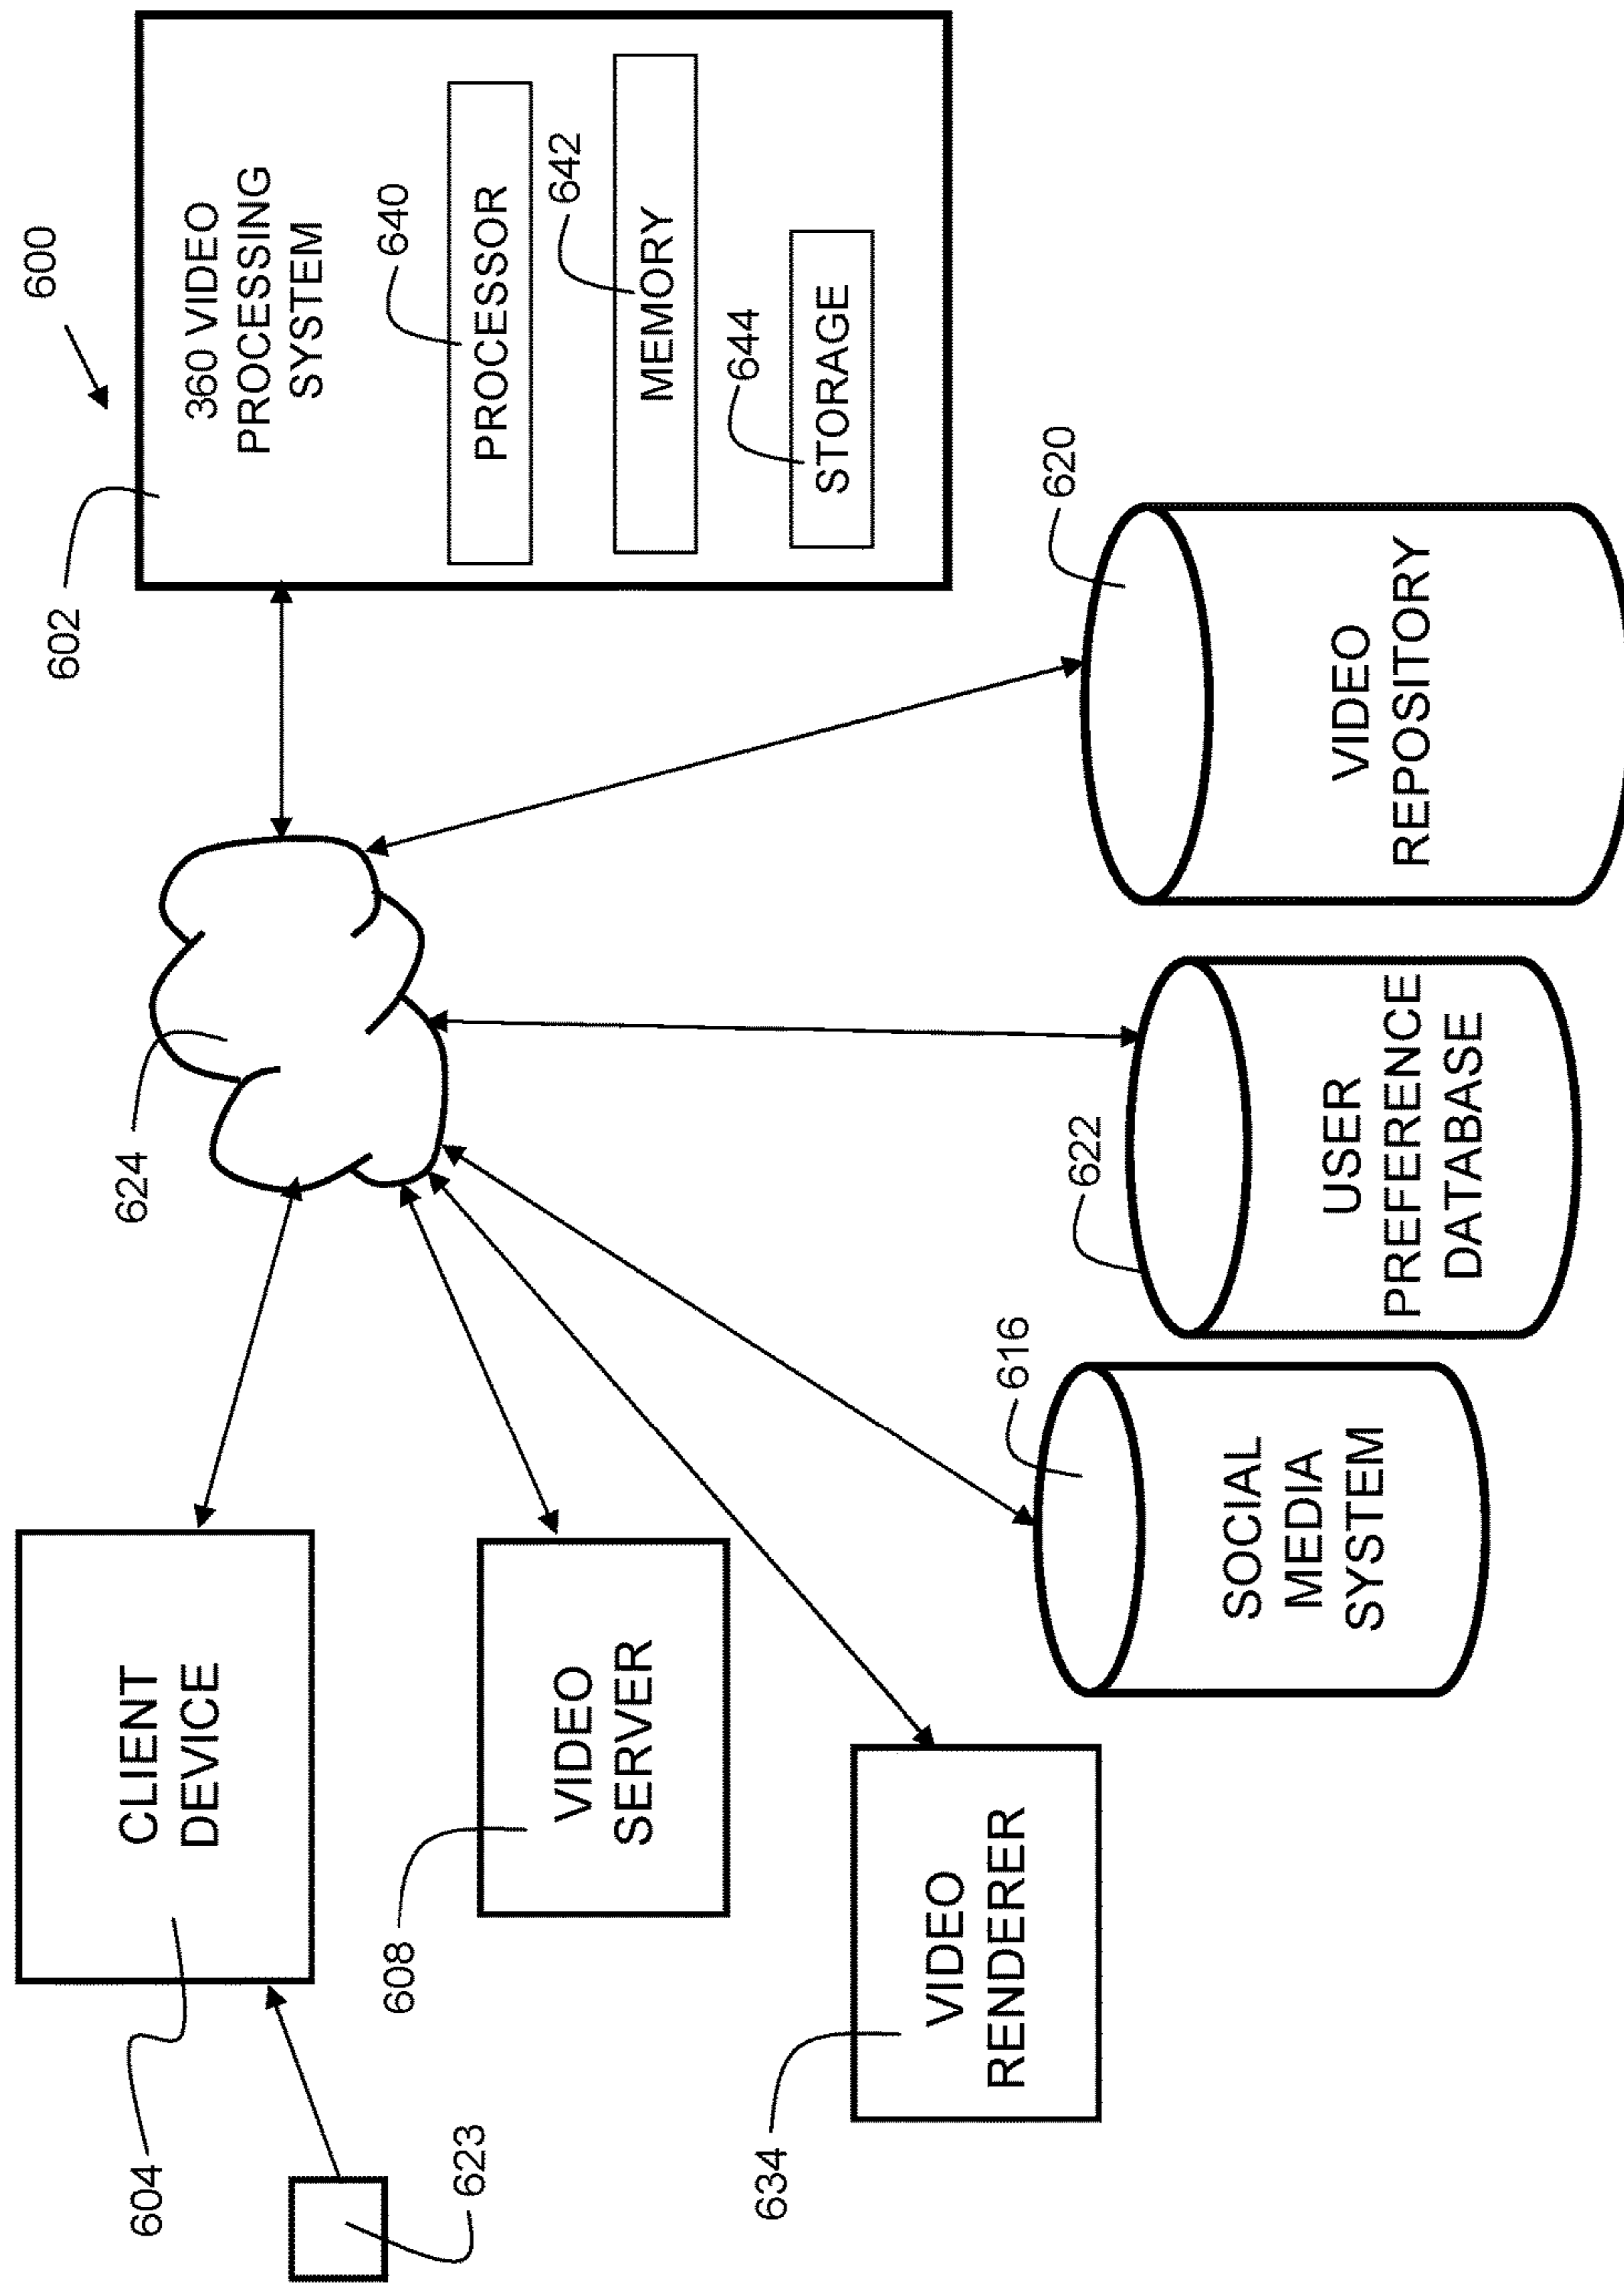 600
602
360 VIDEO
PROCESSING
SYSTEM
640
PROCESSOR
642
MEMORY
644
STORAGE
624
604
CLIENT
DEVICE
623
608
VIDEO
SERVER
634
VIDEO
RENDERER
616
SOCIAL
MEDIA
SYSTEM
622
USER
PREFERENCE
DATABASE
620
VIDEO
REPOSITORY